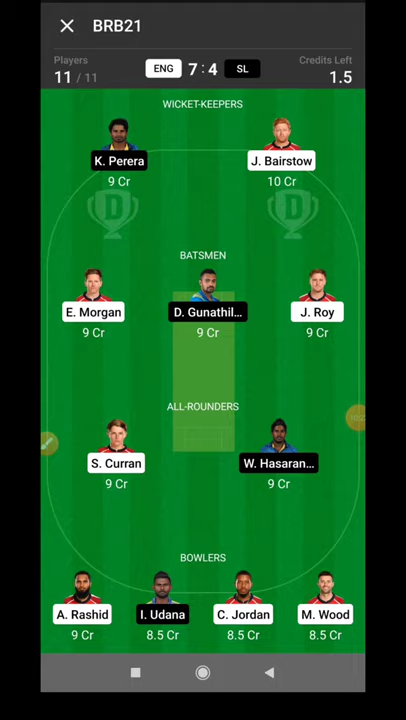 BRB21
Players
11 / 11
ENG 7 : 4 SL
Credits Left
1.5
WICKET-KEEPERS
K. Perera
J. Bairstow
9 Cr
10 Cr
D
D
BATSMEN
E. Morgan
D. Gunathil...
J. Roy
9 Cr
9 Cr
9 Cr
ALL-ROUNDERS
S. Curran
W. Hasaran...
9 Cr
9 Cr
BOWLERS
A. Rashid
I. Udana
C. Jordan
M. Wood
9 Cr
8.5 Cr
8.5 Cr
8.5 Cr